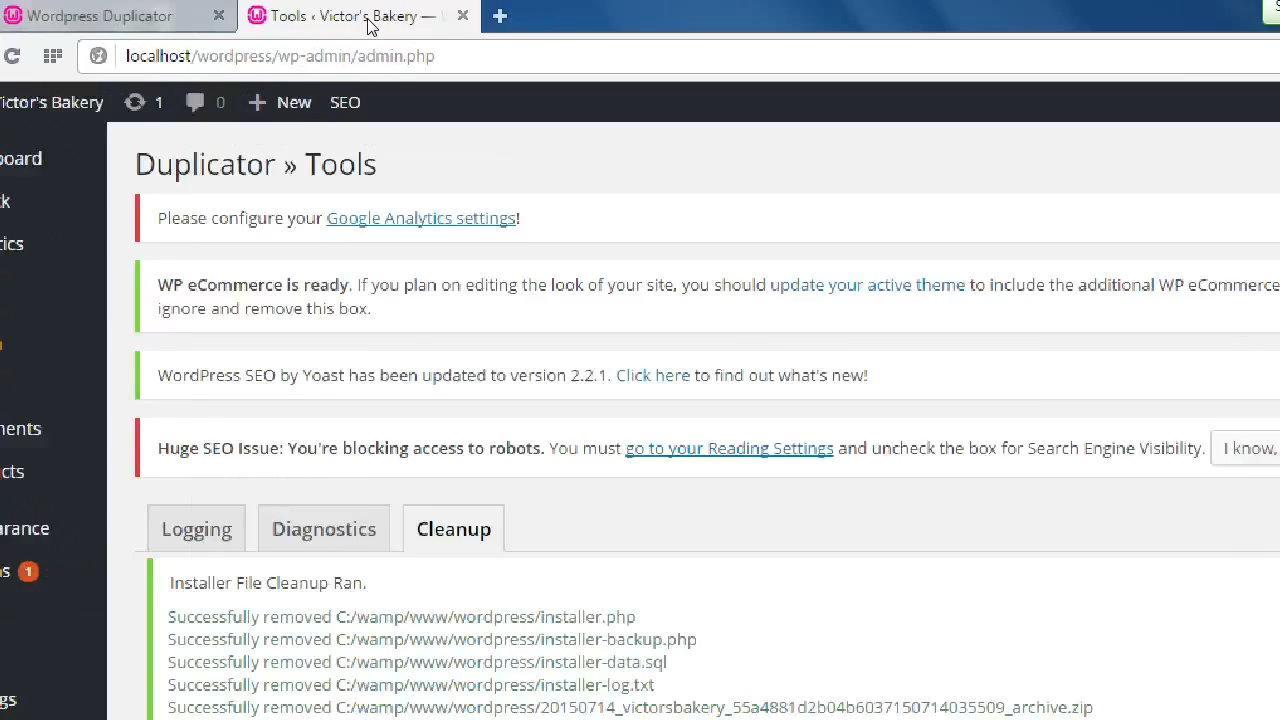 Wordpress Duplicator
Tools ‹ Victor's Bakery —
localhost/wordpress/wp-admin/admin.php
ictor's Bakery 1 0 New SEO
board
ck
tics
ments
cts
arance
s 1
gs
Duplicator » Tools
Please configure your Google Analytics settings!
WP eCommerce is ready. If you plan on editing the look of your site, you should update your active theme to include the additional WP eCommerce
ignore and remove this box.
WordPress SEO by Yoast has been updated to version 2.2.1. Click here to find out what's new!
Huge SEO Issue: You're blocking access to robots. You must go to your Reading Settings and uncheck the box for Search Engine Visibility. I know,
Logging Diagnostics Cleanup
Installer File Cleanup Ran.
Successfully removed C:/wamp/www/wordpress/installer.php
Successfully removed C:/wamp/www/wordpress/installer-backup.php
Successfully removed C:/wamp/www/wordpress/installer-data.sql
Successfully removed C:/wamp/www/wordpress/installer-log.txt
Successfully removed C:/wamp/www/wordpress/20150714_victorsbakery_55a4881d2b04b6037150714035509_archive.zip